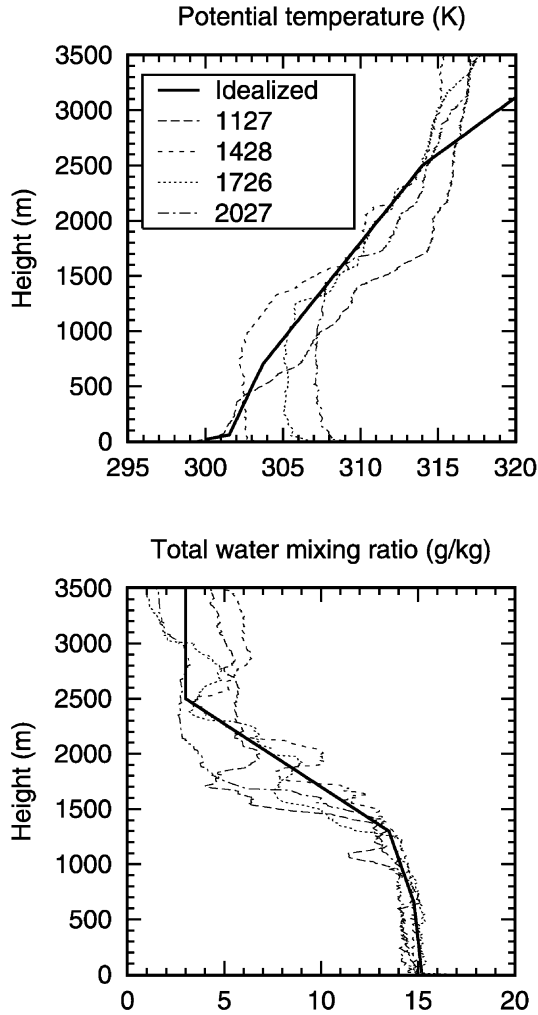 Potential temperature (K)
3500
3000
2500
2000
1500
1000
500
0
Height (m)
Idealized
1127
1428
1726
2027
295 300 305 310 315 320
Total water mixing ratio (g/kg)
3500
3000
2500
2000
1500
1000
500
0
Height (m)
0 5 10 15 20